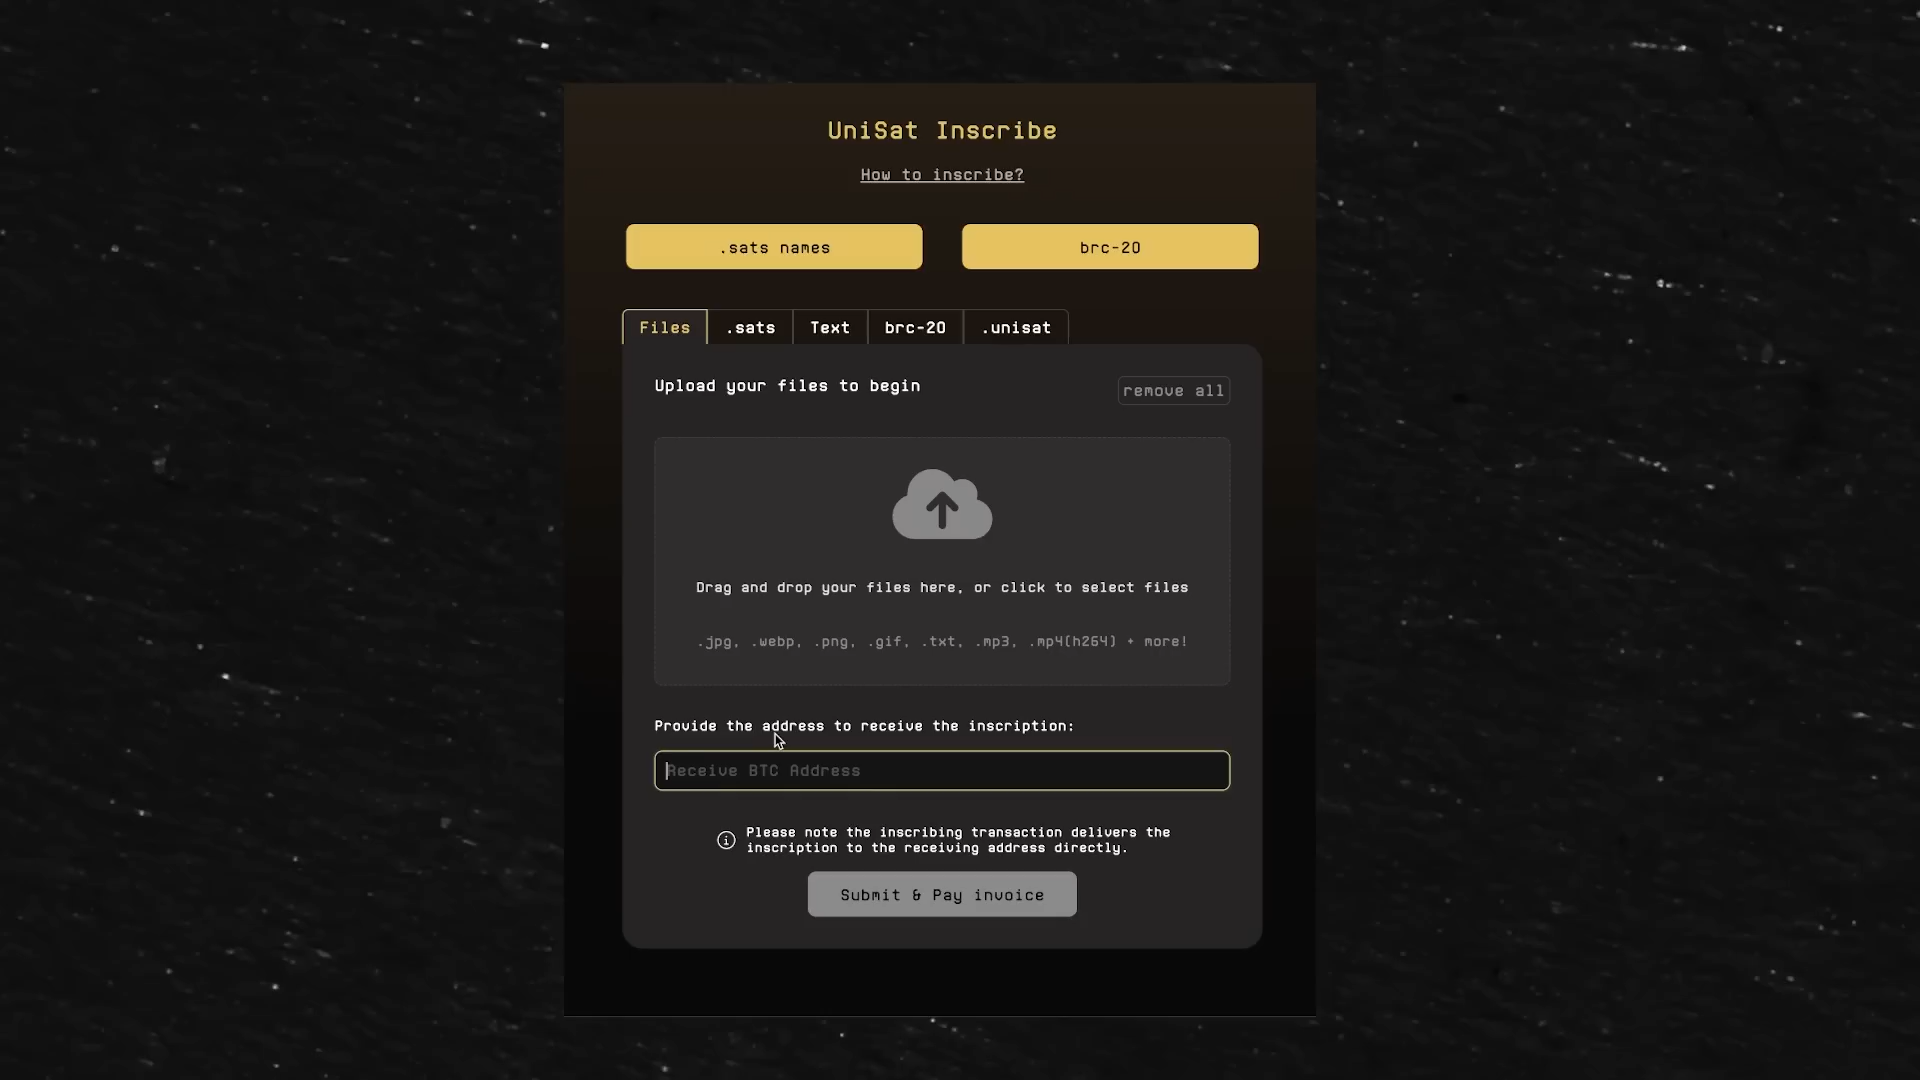 UniSat Inscribe
How to inscribe?
.sats names
brc-20
Files
.sats
Text
brc-20
.unisat
Upload your files to begin
remove all
Drag and drop your files here, or click to select files
.jpg, .webp, .png, .gif, .txt, .mp3, .mp4(h264) + more!
Provide the address to receive the inscription:
Receive BTC Address
Please note the inscribing transaction delivers the
inscription to the receiving address directly.
Submit & Pay invoice